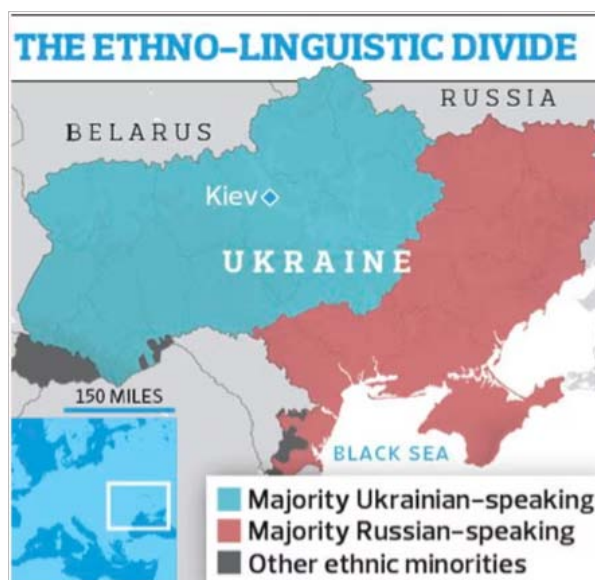 THE ETHNO-LINGUISTIC DIVIDE
RUSSIA
BELARUS
Kiev
UKRAINE
150 MILES
BLACK SEA
Majority Ukrainian-speaking
Majority Russian-speaking
Other ethnic minorities